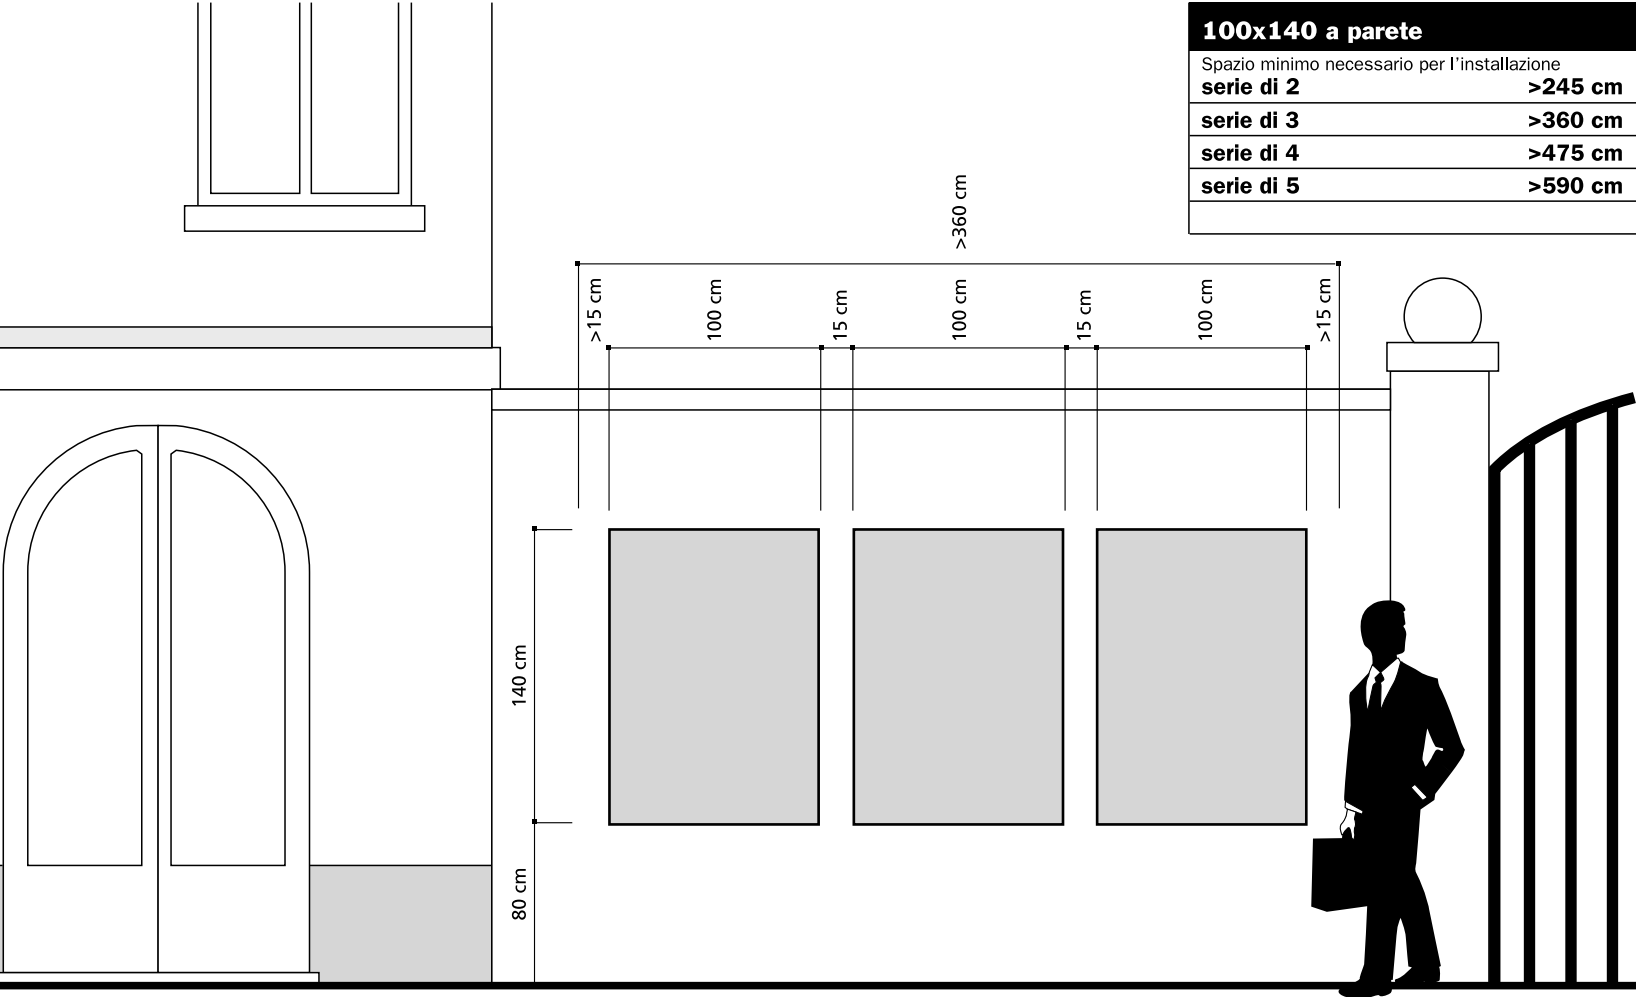 100x140 a parete
Spazio minimo necessario per l'installazione
serie di 2 >245 cm
serie di 3 >360 cm
serie di 4 >475 cm
serie di 5 >590 cm
>360 cm
>15 cm
100 cm
15 cm
100 cm
15 cm
100 cm
>15 cm
140 cm
80 cm